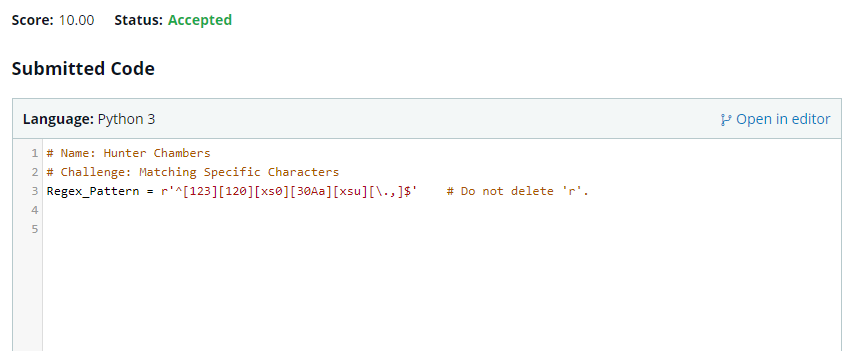 Score: 10.00 Status: Accepted
Submitted Code
Language: Python 3 Open in editor
1 # Name: Hunter Chambers
2 # Challenge: Matching Specific Characters
3 Regex_Pattern = r'^[123][120][xs0][30Aa][xsu][\.,]$' # Do not delete 'r'.
4
5